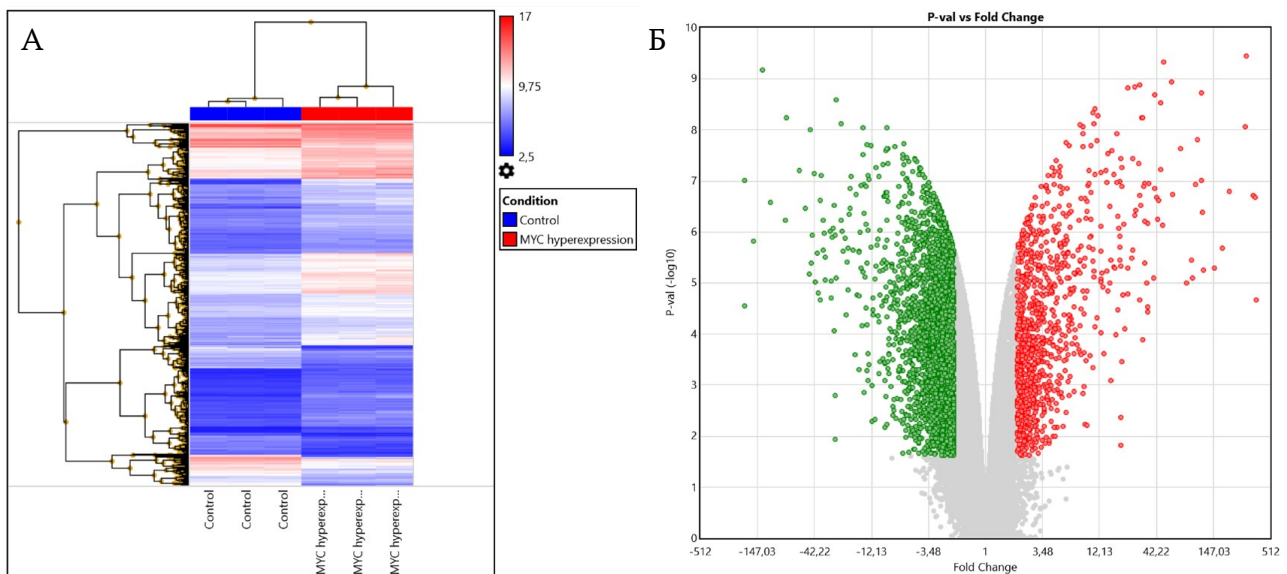 А
17
9,75
2,5
Condition
Control
MYC hyperexpression
Control
Control
Control
MYC hyperexp...
MYC hyperexp...
MYC hyperexp...
Б
P-val vs Fold Change
P-val (-log10)
10
9
8
7
6
5
4
3
2
1
0
-512
-147,03
-42,22
-12,13
-3,48
1
3,48
12,13
42,22
147,03
512
Fold Change